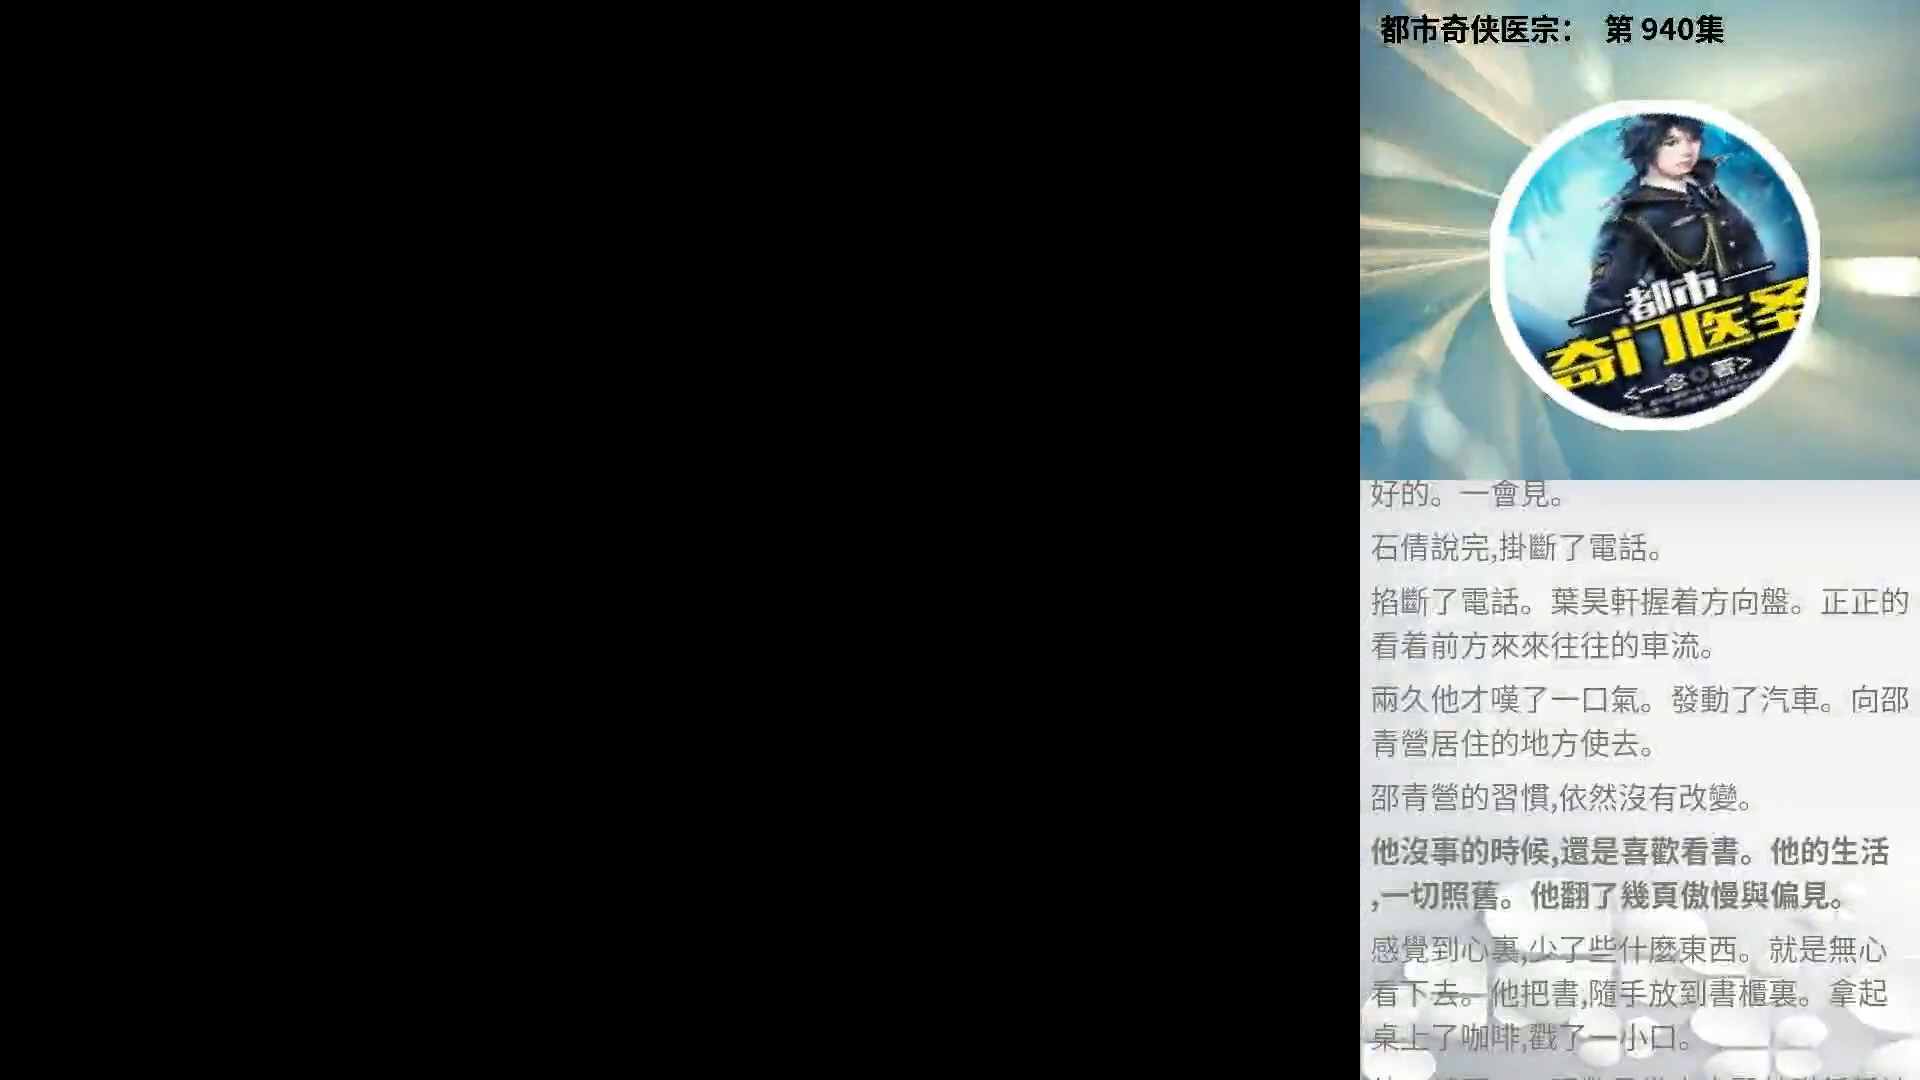 都市奇侠医宗： 第 940集
都市
奇门医圣
好的。一會見。
石倩說完,掛斷了電話。
掐斷了電話。葉昊軒握着方向盤。正正的
看着前方來來往往的車流。
兩久他才嘆了一口氣。發動了汽車。向邵
青營居住的地方使去。
邵青營的習慣,依然沒有改變。
他沒事的時候,還是喜歡看書。他的生活
,一切照舊。他翻了幾頁傲慢與偏見。
感覺到心裏,少了些什麼東西。就是無心
看下去。他把書,隨手放到書櫃裏。拿起
桌上了咖啡,戳了一小口。